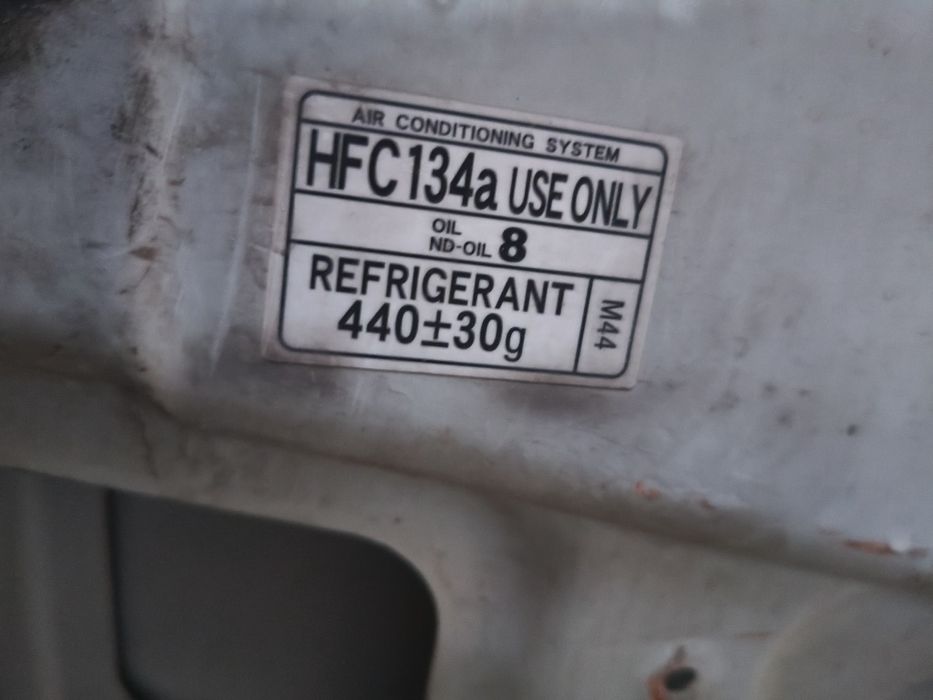 AIR CONDITIONING SYSTEM
HFC134a USE ONLY
OIL
ND-OIL 8
REFRIGERANT
440±30g
M44